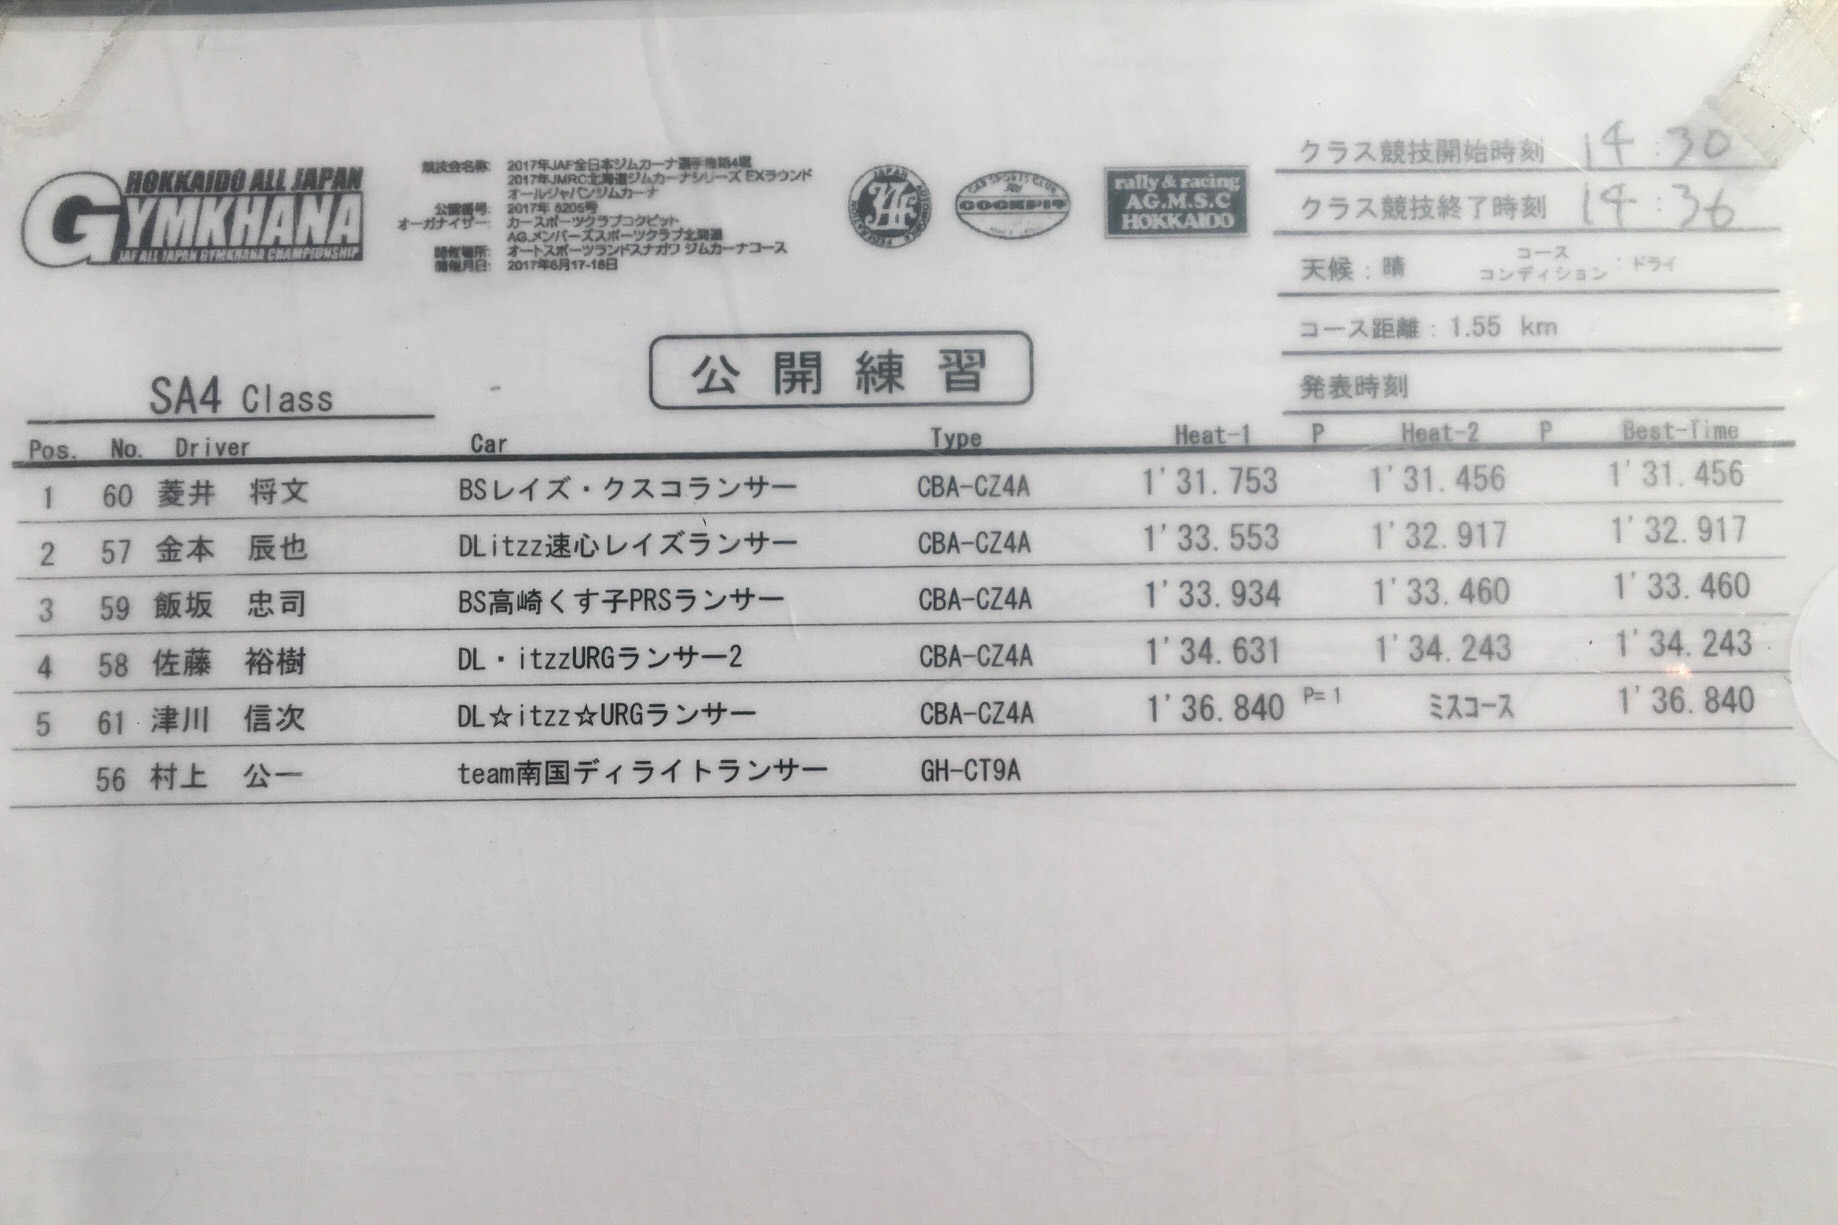 HOKKAIDO ALL JAPAN
GYMKHANA
JAF ALL JAPAN GYMKHANA CHAMPIONSHIP
競技会名称: 2017年JAF全日本ジムカーナ選手権第4戦
2017年JMRC北海道ジムカーナシリーズ EXラウンド
オールジャパンジムカーナ
公認番号: 2017年 6205号
オーガナイザー: カースポーツクラブコクピット
AG.メンバーズスポーツクラブ北海道
開催場所: オートスポーツランドスナガワ ジムカーナコース
開催月日: 2017年6月17-18日
JAPAN AUTOMOBILE FEDERATION
JAF
CAR SPORTS CLUB
COCKPIT
rally & racing
AG.M.S.C
HOKKAIDO
クラス競技開始時刻 14:30
クラス競技終了時刻 14:36
天候:晴 コースコンディション:ドライ
コース距離:1.55 km
発表時刻
公開練習
SA4 Class
Pos. No. Driver Car Type Heat-1 P Heat-2 P Best-Time
1 60 菱井 将文 BSレイズ・クスコランサー CBA-CZ4A 1'31.753 1'31.456 1'31.456
2 57 金本 辰也 DLitzz速心レイズランサー CBA-CZ4A 1'33.553 1'32.917 1'32.917
3 59 飯坂 忠司 BS高崎くす子PRSランサー CBA-CZ4A 1'33.934 1'33.460 1'33.460
4 58 佐藤 裕樹 DL・itzzURGランサー2 CBA-CZ4A 1'34.631 1'34.243 1'34.243
5 61 津川 信次 DL☆itzz☆URGランサー CBA-CZ4A 1'36.840 P=1 ミスコース 1'36.840
56 村上 公一 team南国ディライトランサー GH-CT9A